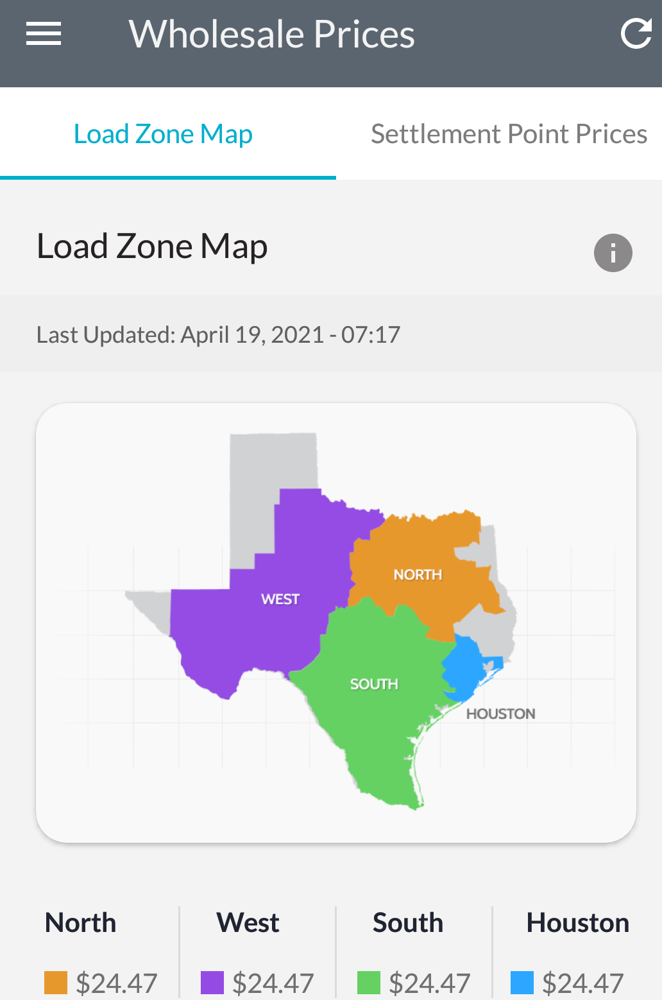 Wholesale Prices
Load Zone Map Settlement Point Prices
Load Zone Map
Last Updated: April 19, 2021 - 07:17
NORTH
WEST
SOUTH
HOUSTON
North West South Houston
$24.47 $24.47 $24.47 $24.47